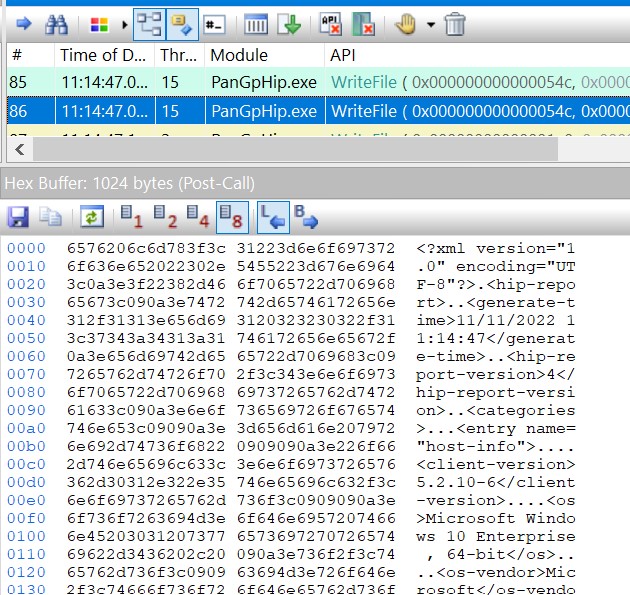 API
# Time of D... Thr... Module API
85 11:14:47.0... 15 PanGpHip.exe WriteFile ( 0x000000000000054c, 0x000
86 11:14:47.0... 15 PanGpHip.exe WriteFile ( 0x000000000000054c, 0x000
Hex Buffer: 1024 bytes (Post-Call)
1 2 4 8 L B
0000 6576206c6d783f3c 31223d6e6f697372 <?xml version="1
0010 6f636e652022302e 5455223d676e6964 .0" encoding="UT
0020 3c0a3e3f22382d46 6f7065722d706968 F-8"?>.<hip-repo
0030 65673c090a3e7472 742d65746172656e rt>..<generate-t
0040 312f31313e656d69 3120323230322f31 ime>11/11/2022 1
0050 3c37343a34313a31 746172656e65672f 1:14:47</generat
0060 0a3e656d69742d65 65722d7069683c09 e-time>..<hip-re
0070 7265762d74726f70 2f3c343e6e6f6973 port-version>4</
0080 6f7065722d706968 69737265762d7472 hip-report-versi
0090 61633c090a3e6e6f 736569726f676574 on>..<categories
00a0 746e653c09090a3e 3d656d616e207972 >...<entry name=
00b0 6e692d74736f6822 0909090a3e226f66 "host-info">....
00c0 2d746e65696c633c 3e6e6f6973726576 <client-version>
00d0 362d30312e322e35 746e65696c632f3c 5.2.10-6</client
00e0 6e6f69737265762d 736f3c0909090a3e -version>....<os
00f0 6f736f7263694d3e 6f646e6957207466 >Microsoft Windo
0100 6e45203031207377 6573697270726574 ws 10 Enterprise
0110 69622d3436202c20 090a3e736f2f3c74 , 64-bit</os>..
0120 65762d736f3c0909 63694d3e726f646e ..<os-vendor>Mic
0130 2f3c74666f736f72 6f646e65762d736f rosoft</os-vendo